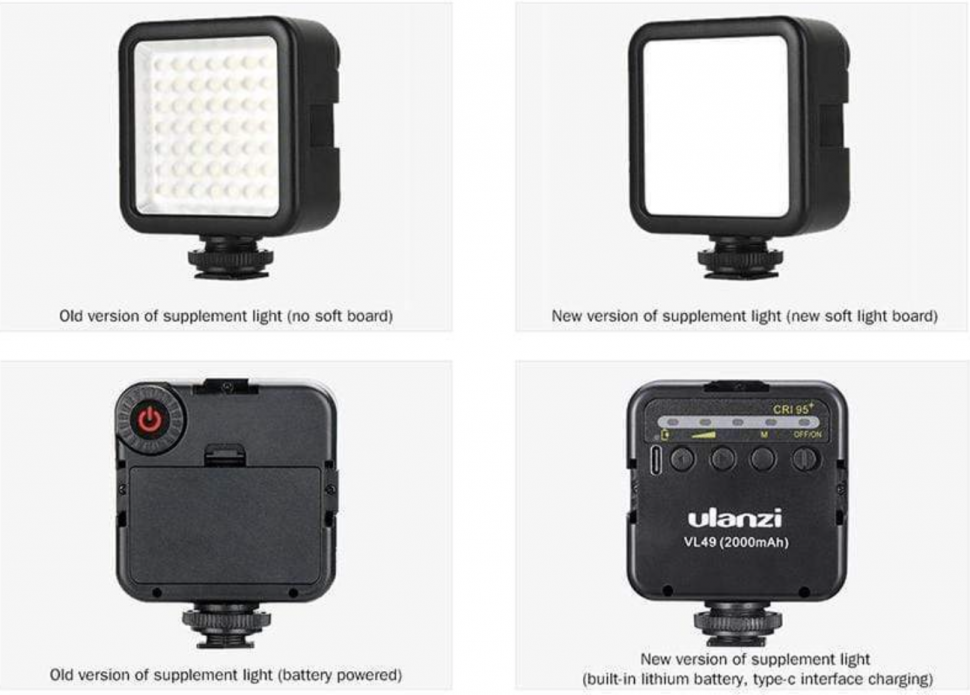 Old version of supplement light (no soft board)
New version of supplement light (new soft light board)
CRI 95+
M
OFF/ON
ulanzi
VL49 (2000mAh)
Old version of supplement light (battery powered)
New version of supplement light
(built-in lithium battery, type-c interface charging)